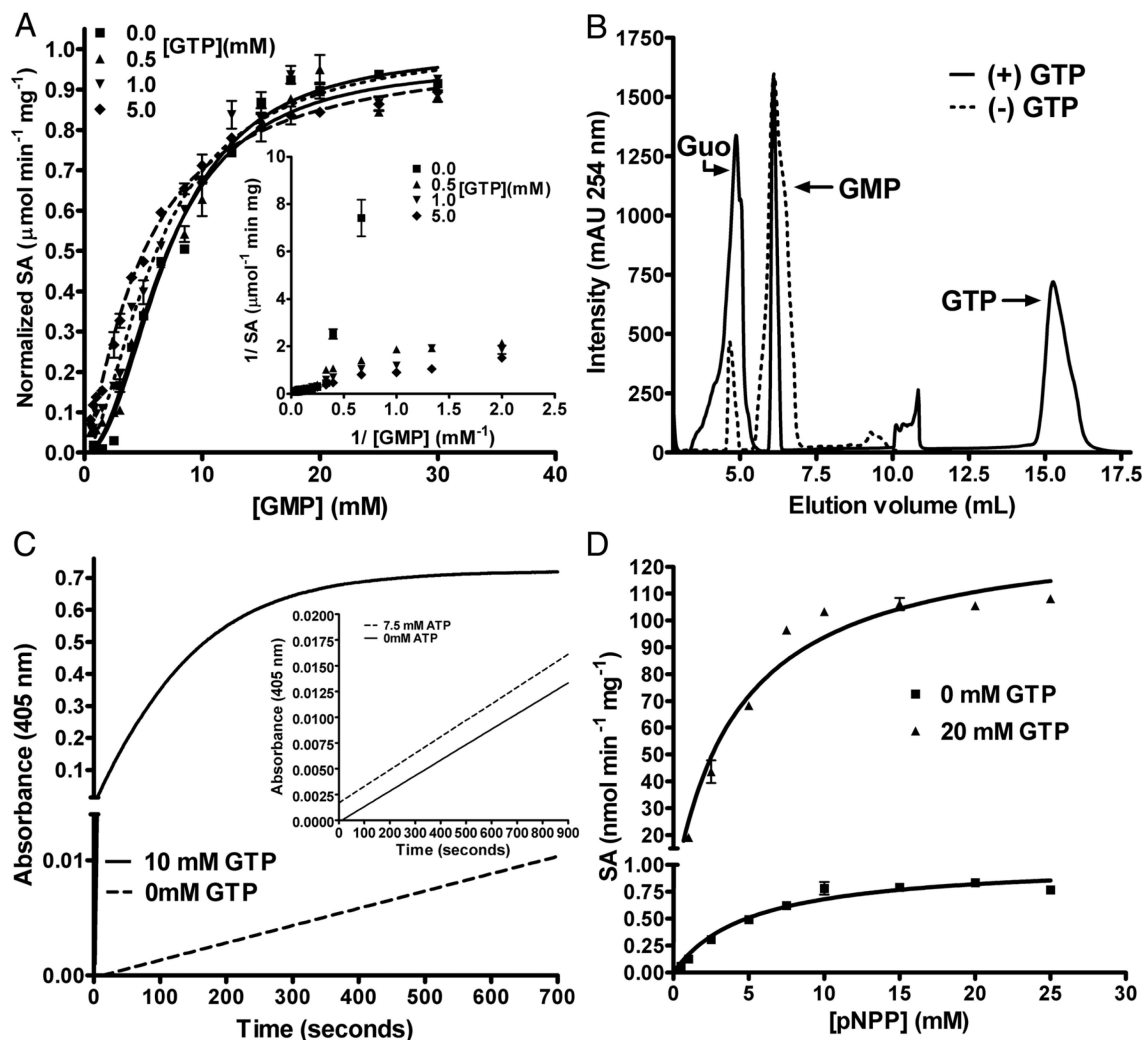 A
0.0
0.5
1.0
5.0
[GTP](mM)
Normalized SA (μmol min⁻¹ mg⁻¹)
1.0
0.9
0.8
0.7
0.6
0.5
0.4
0.3
0.2
0.1
0.0
0 10 20 30 40
[GMP] (mM)
1/ SA (μmol⁻¹ min mg)
10
8
6
4
2
0
0.0
0.5
1.0
5.0
[GTP](mM)
0.0 0.5 1.0 1.5 2.0 2.5
1/ [GMP] (mM⁻¹)
B
Intensity (mAU 254 nm)
1750
1500
1250
1000
750
500
250
0
(+) GTP
(-) GTP
Guo
GMP
GTP
5.0 7.5 10.0 12.5 15.0 17.5
Elution volume (mL)
C
Absorbance (405 nm)
0.7
0.6
0.5
0.4
0.3
0.2
0.1
0.01
0.00
10 mM GTP
0mM GTP
0 100 200 300 400 500 600 700
Time (seconds)
Absorbance (405 nm)
0.0200
0.0175
0.0150
0.0125
0.0100
0.0075
0.0050
0.0025
0.0000
7.5 mM ATP
0mM ATP
0 100 200 300 400 500 600 700 800 900
Time (seconds)
D
SA (nmol min⁻¹ mg⁻¹)
120
110
100
90
80
70
60
50
40
30
20
1.00
0.75
0.50
0.25
0.00
0 mM GTP
20 mM GTP
0 5 10 15 20 25 30
[pNPP] (mM)